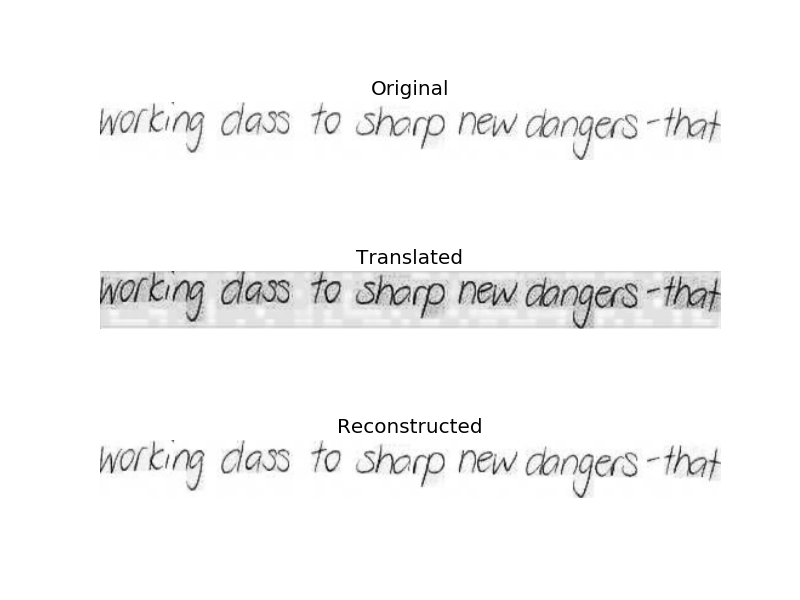 Original
working class to sharp new dangers - that
Translated
working class to sharp new dangers - that
Reconstructed
working class to sharp new dangers - that